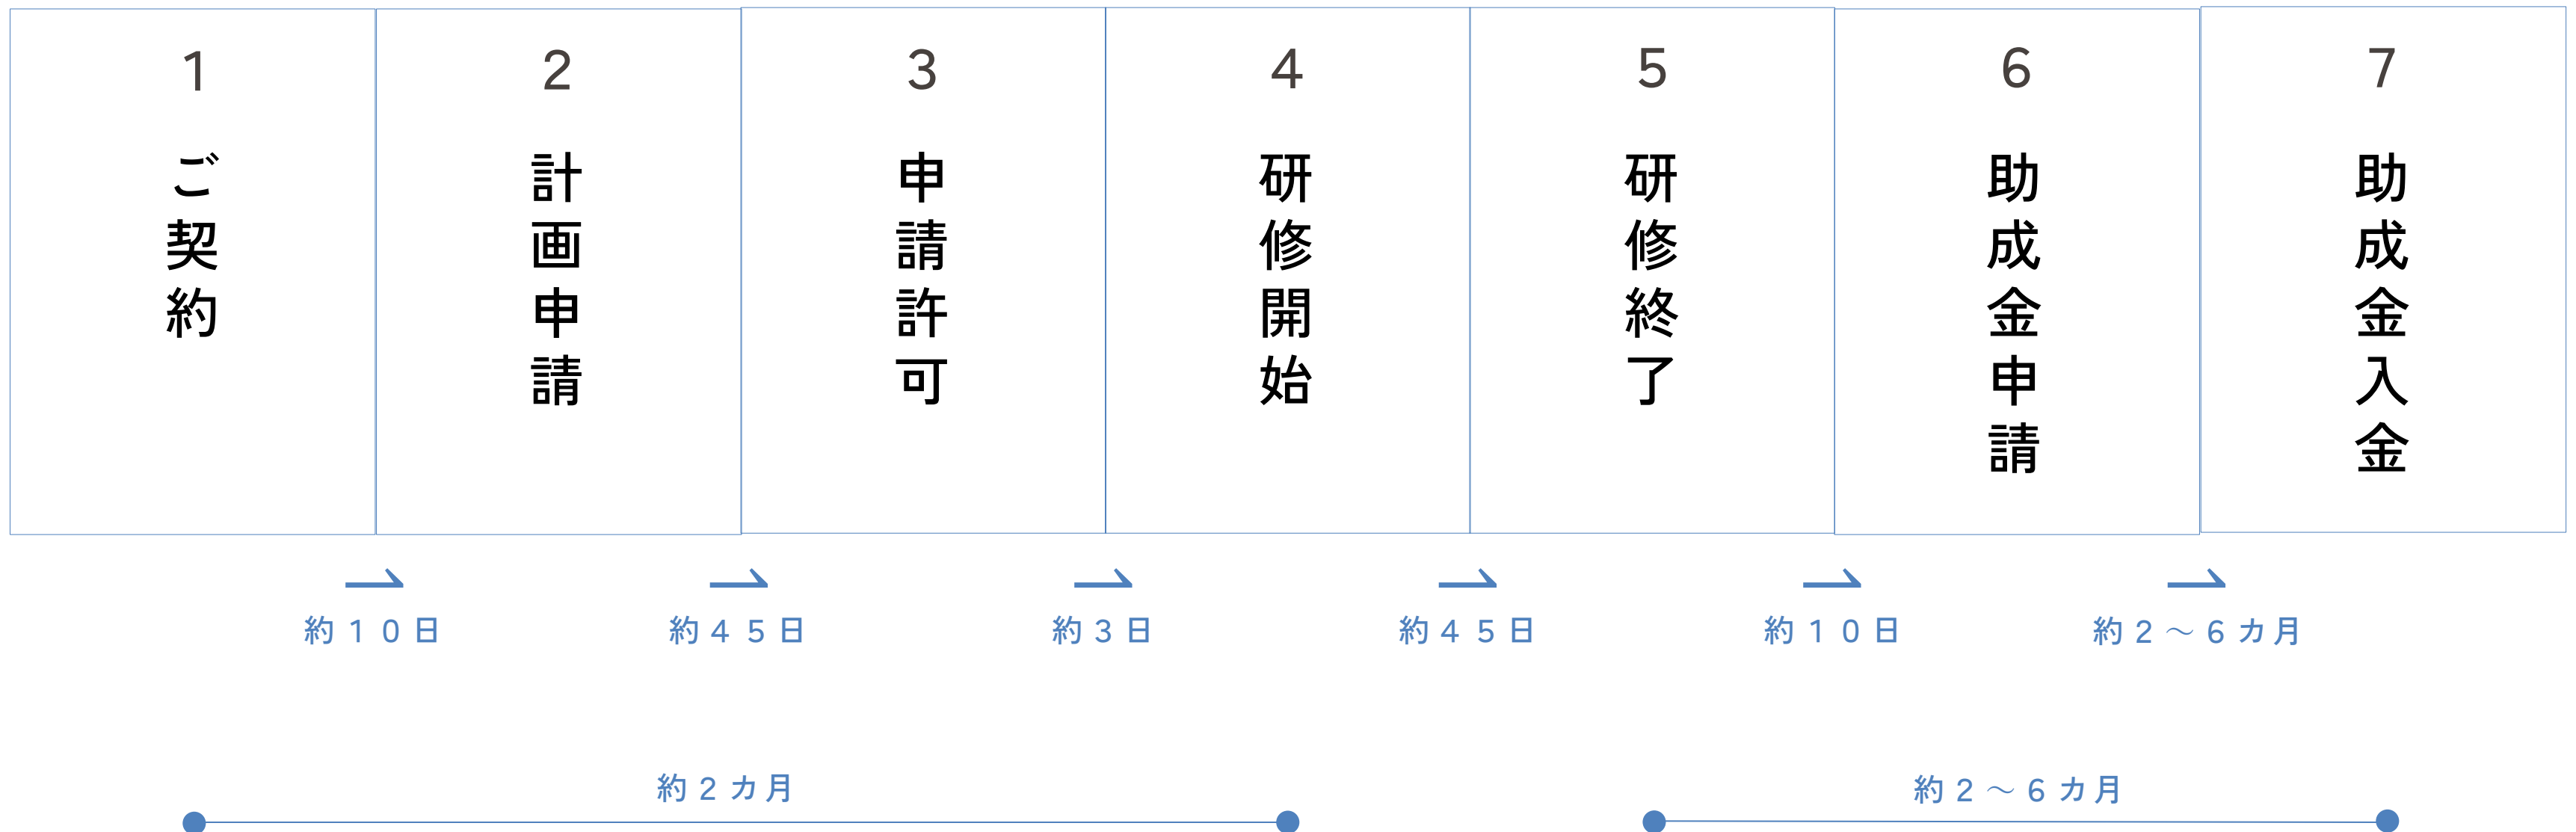 1
ご契約
2
計画申請
3
申請許可
4
研修開始
5
研修終了
6
助成金申請
7
助成金入金
約１０日
約４５日
約３日
約４５日
約１０日
約２～６カ月
約２カ月
約２～６カ月